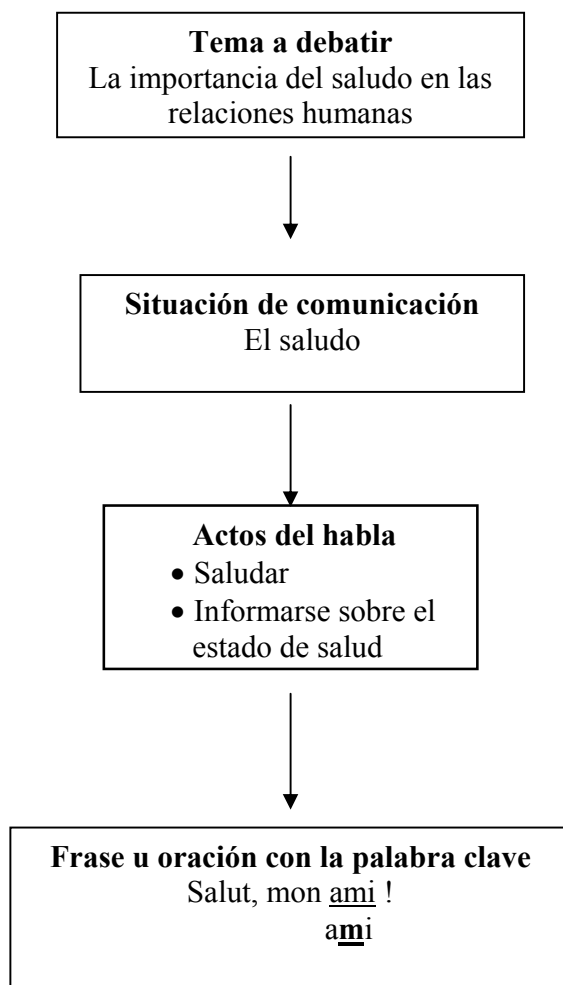 Tema a debatir
La importancia del saludo en las
relaciones humanas
Situación de comunicación
El saludo
Actos del habla
• Saludar
• Informarse sobre el
estado de salud
Frase u oración con la palabra clave
Salut, mon ami !
ami